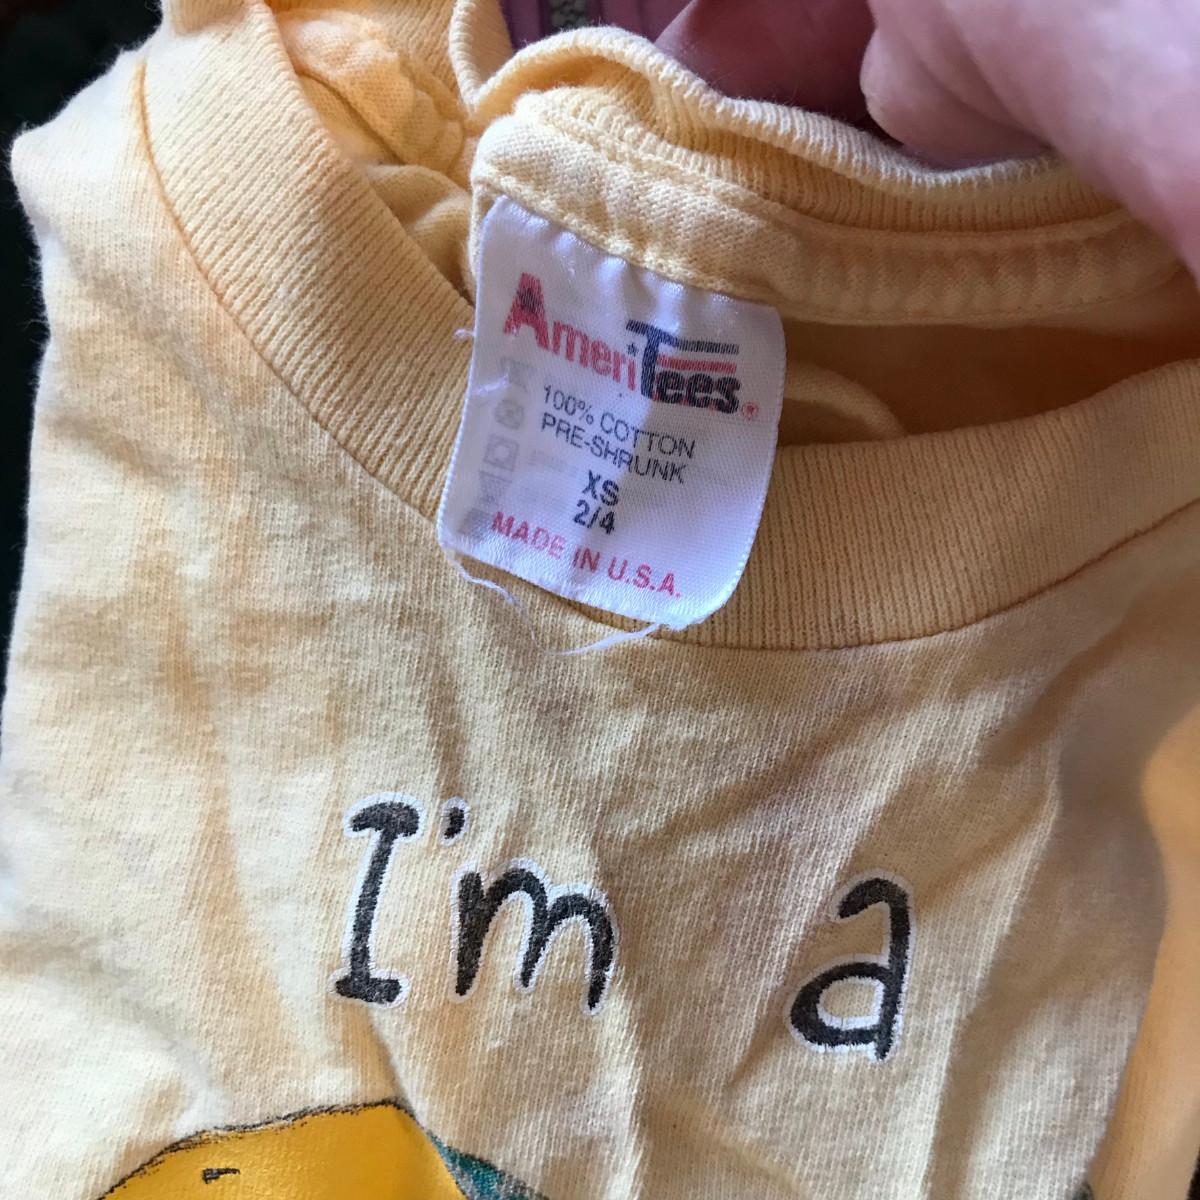 AmeriTees®
100% COTTON
PRE-SHRUNK
XS
2/4
MADE IN U.S.A.
I'm a